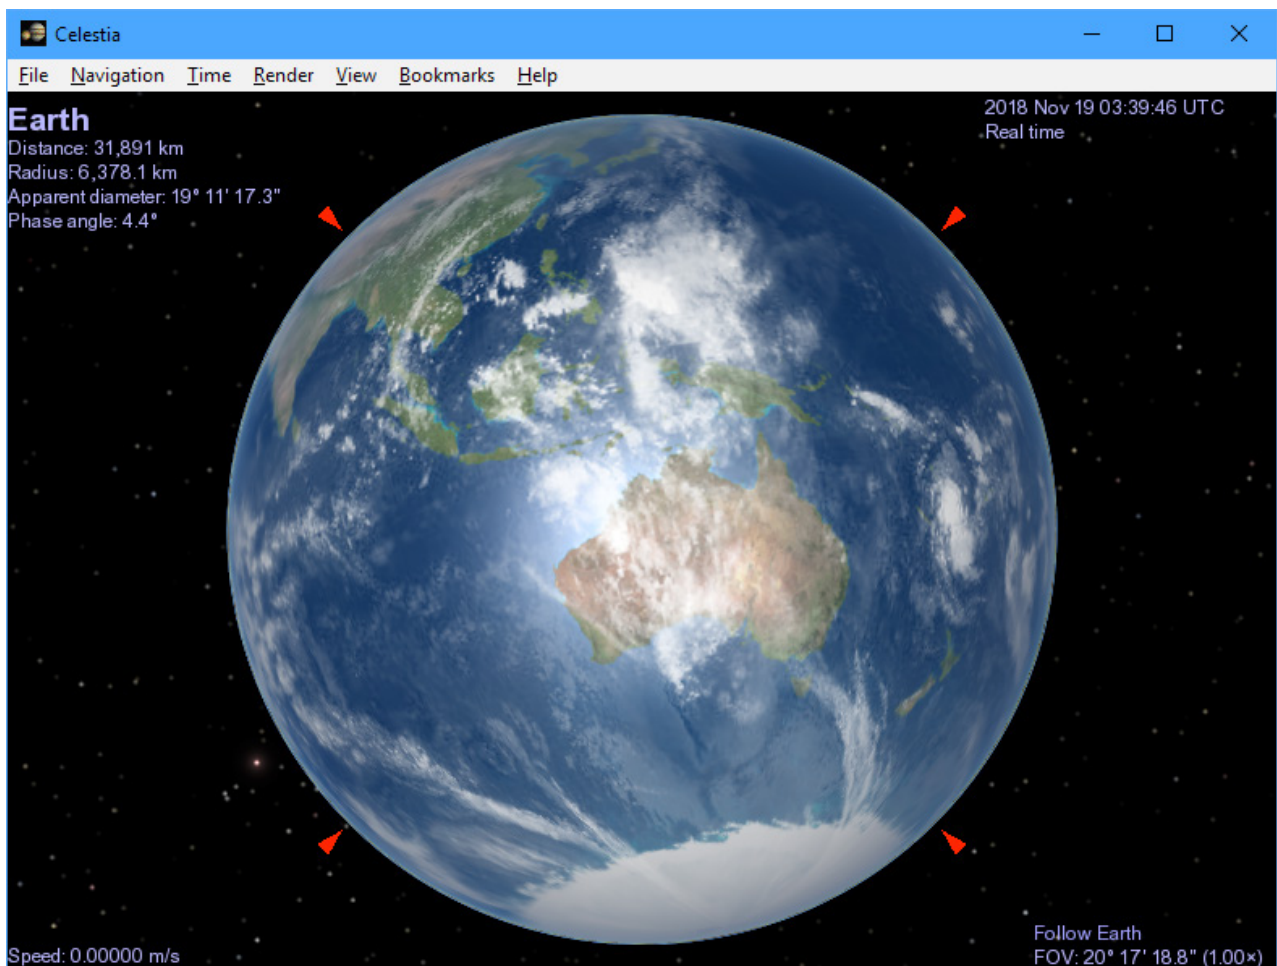 Celestia
File Navigation Time Render View Bookmarks Help
Earth
Distance: 31,891 km
Radius: 6,378.1 km
Apparent diameter: 19° 11' 17.3"
Phase angle: 4.4°
2018 Nov 19 03:39:46 UTC
Real time
Speed: 0.00000 m/s
Follow Earth
FOV: 20° 17' 18.8" (1.00×)